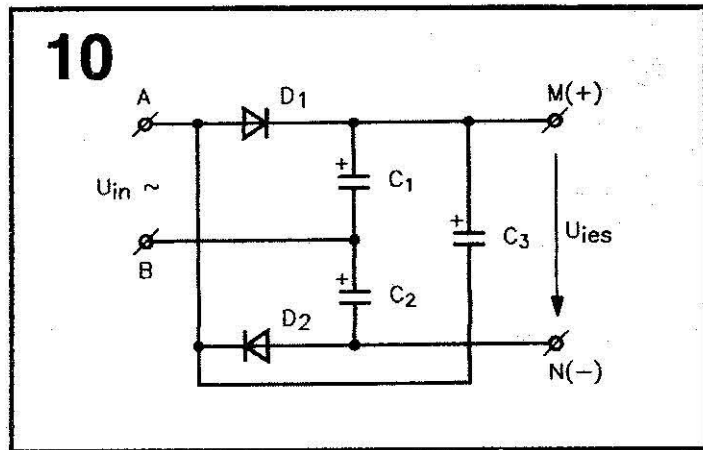 10
A
D1
M(+)
Uin ~
+
C1
+
C3
Uies
B
+
C2
D2
N(−)